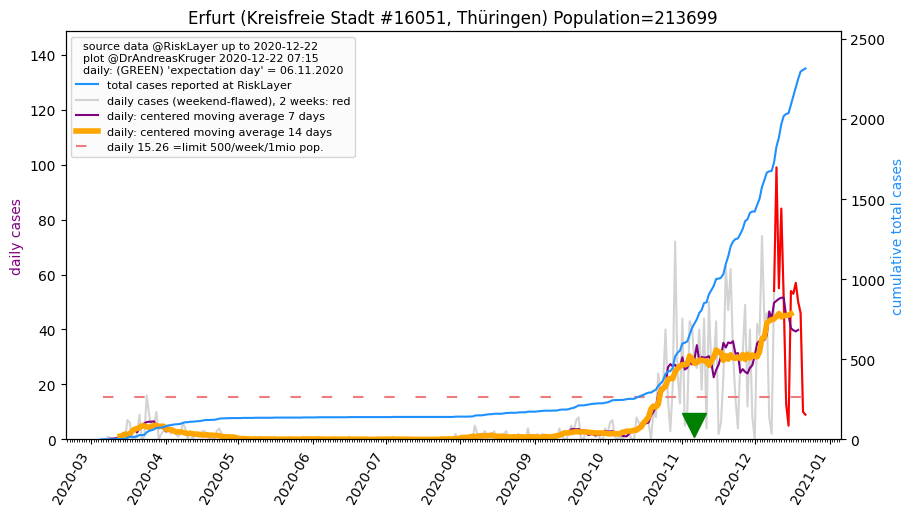 Erfurt (Kreisfreie Stadt #16051, Thüringen) Population=213699
source data @RiskLayer up to 2020-12-22
plot @DrAndreasKruger 2020-12-22 07:15
daily: (GREEN) 'expectation day' = 06.11.2020
total cases reported at RiskLayer
daily cases (weekend-flawed), 2 weeks: red
daily: centered moving average 7 days
daily: centered moving average 14 days
daily 15.26 =limit 500/week/1mio pop.
daily cases
140
120
100
80
60
40
20
0
cumulative total cases
2500
2000
1500
1000
500
0
2020-03
2020-04
2020-05
2020-06
2020-07
2020-08
2020-09
2020-10
2020-11
2020-12
2021-01